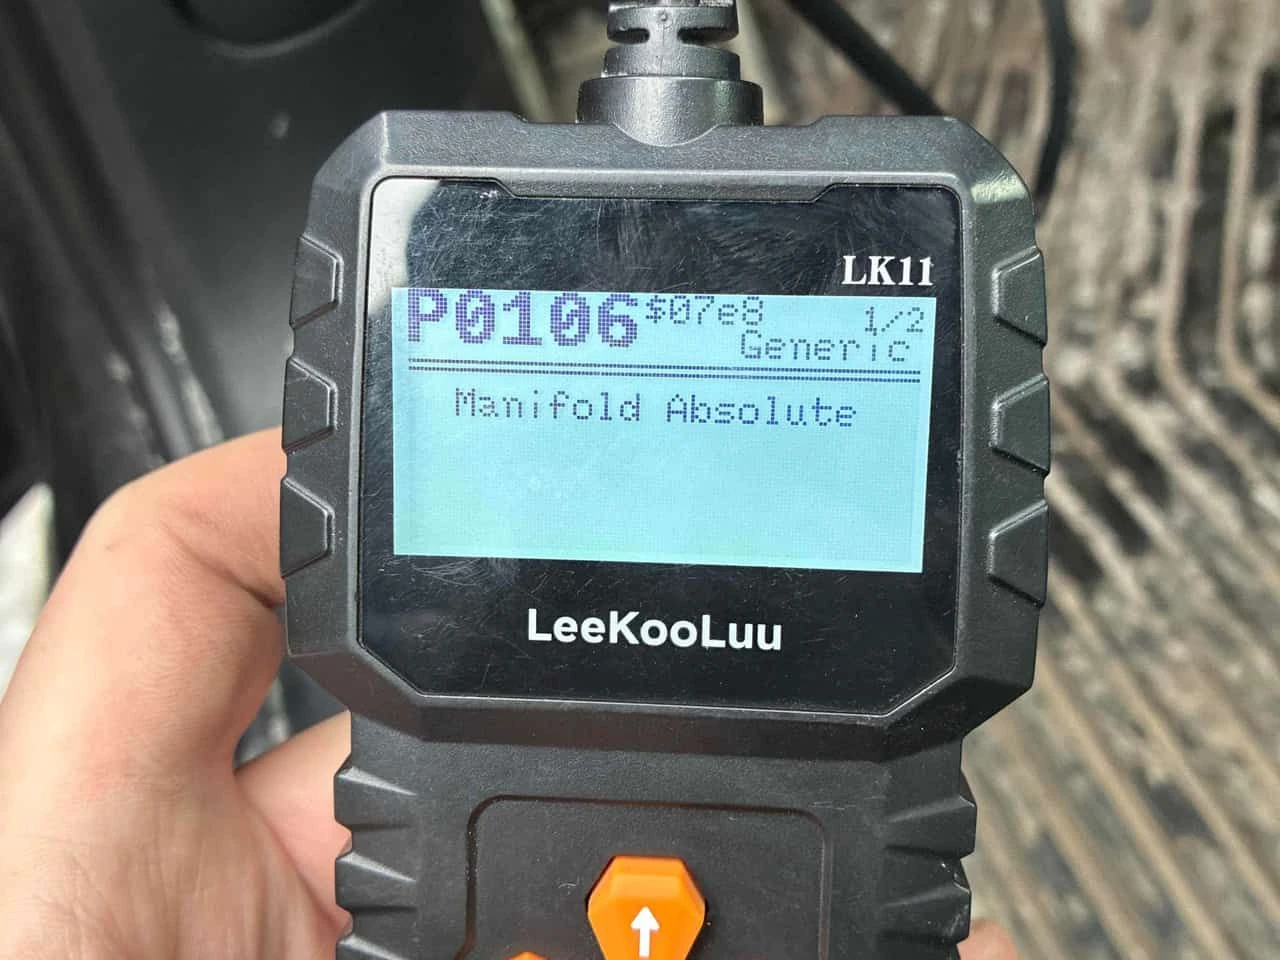 LK11
P0106 $07e8 1/2
Generic
Manifold Absolute
LeeKooLuu